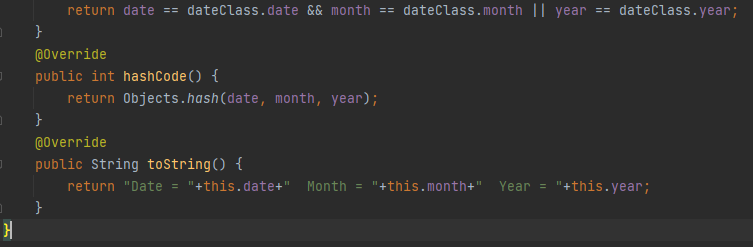 return date == dateClass.date && month == dateClass.month || year == dateClass.year;
}
@Override
public int hashCode() {
return Objects.hash(date, month, year);
}
@Override
public String toString() {
return "Date = "+this.date+"  Month = "+this.month+"  Year = "+this.year;
}
}